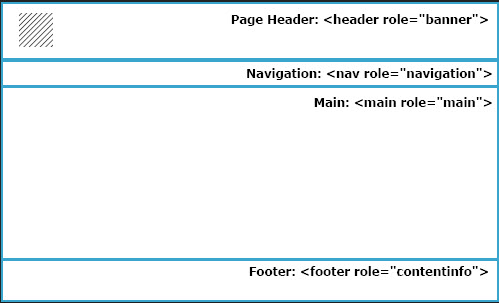 Page Header: <header role="banner">
Navigation: <nav role="navigation">
Main: <main role="main">
Footer: <footer role="contentinfo">